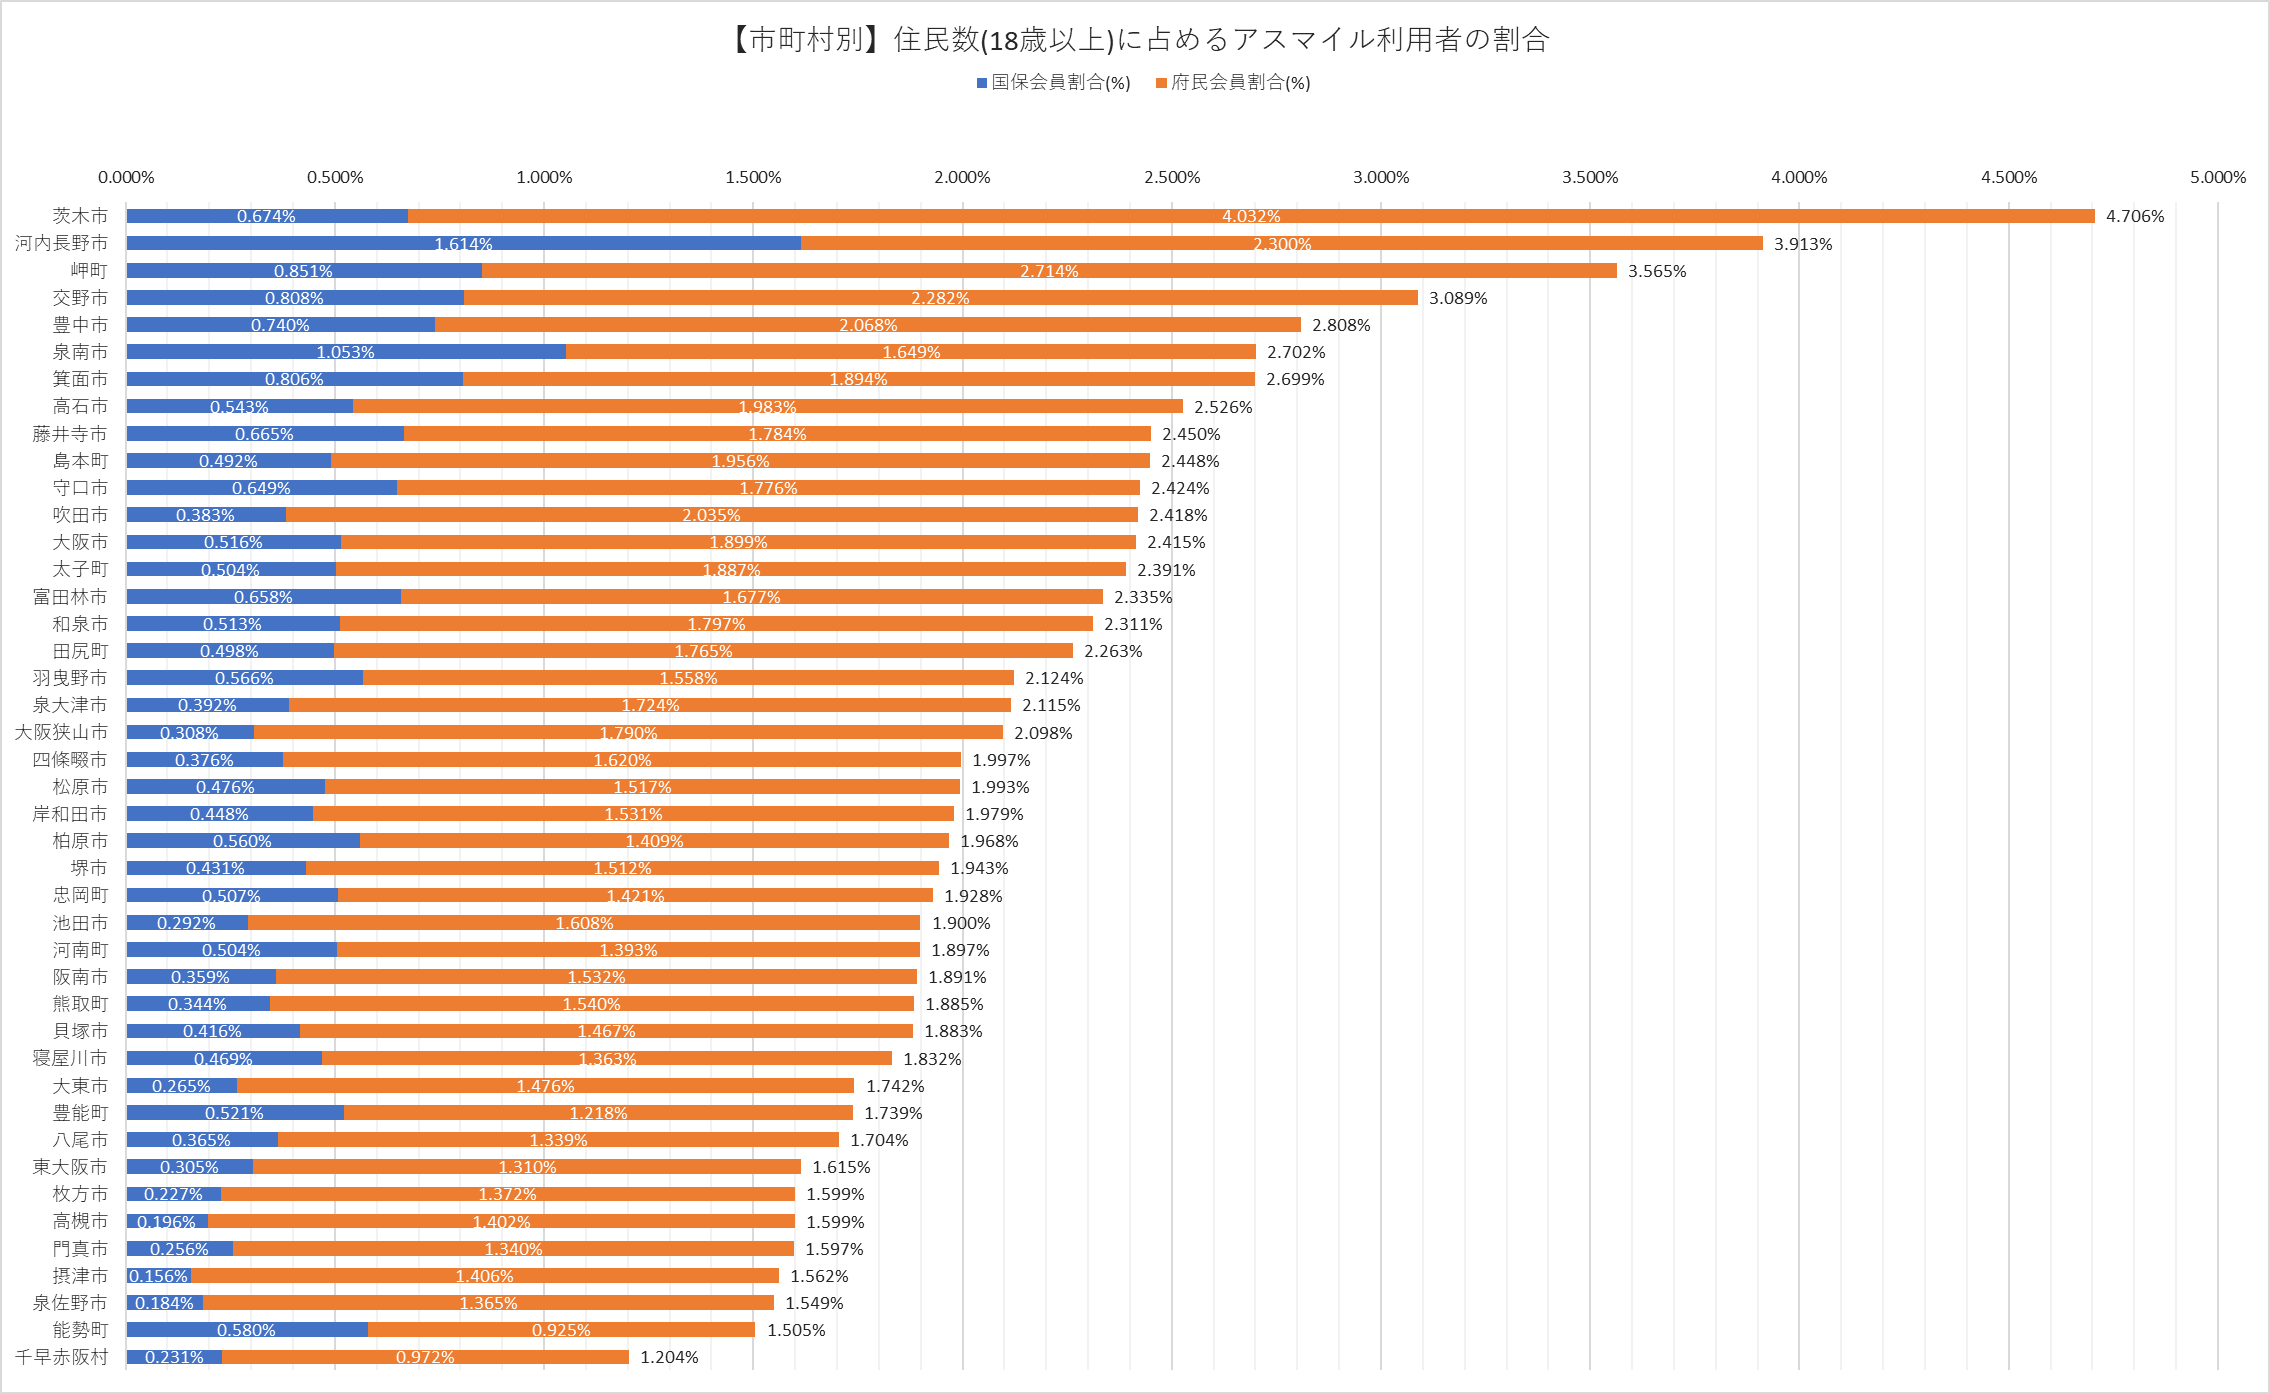 【市町村別】住民数(18歳以上)に占めるアスマイル利用者の割合
国保会員割合(%) 府民会員割合(%)
0.000% 0.500% 1.000% 1.500% 2.000% 2.500% 3.000% 3.500% 4.000% 4.500% 5.000%
茨木市 0.674% 4.032% 4.706%
河内長野市 1.614% 2.300% 3.913%
岬町 0.851% 2.714% 3.565%
交野市 0.808% 2.282% 3.089%
豊中市 0.740% 2.068% 2.808%
泉南市 1.053% 1.649% 2.702%
箕面市 0.806% 1.894% 2.699%
高石市 0.543% 1.983% 2.526%
藤井寺市 0.665% 1.784% 2.450%
島本町 0.492% 1.956% 2.448%
守口市 0.649% 1.776% 2.424%
吹田市 0.383% 2.035% 2.418%
大阪市 0.516% 1.899% 2.415%
太子町 0.504% 1.887% 2.391%
富田林市 0.658% 1.677% 2.335%
和泉市 0.513% 1.797% 2.311%
田尻町 0.498% 1.765% 2.263%
羽曳野市 0.566% 1.558% 2.124%
泉大津市 0.392% 1.724% 2.115%
大阪狭山市 0.308% 1.790% 2.098%
四條畷市 0.376% 1.620% 1.997%
松原市 0.476% 1.517% 1.993%
岸和田市 0.448% 1.531% 1.979%
柏原市 0.560% 1.409% 1.968%
堺市 0.431% 1.512% 1.943%
忠岡町 0.507% 1.421% 1.928%
池田市 0.292% 1.608% 1.900%
河南町 0.504% 1.393% 1.897%
阪南市 0.359% 1.532% 1.891%
熊取町 0.344% 1.540% 1.885%
貝塚市 0.416% 1.467% 1.883%
寝屋川市 0.469% 1.363% 1.832%
大東市 0.265% 1.476% 1.742%
豊能町 0.521% 1.218% 1.739%
八尾市 0.365% 1.339% 1.704%
東大阪市 0.305% 1.310% 1.615%
枚方市 0.227% 1.372% 1.599%
高槻市 0.196% 1.402% 1.599%
門真市 0.256% 1.340% 1.597%
摂津市 0.156% 1.406% 1.562%
泉佐野市 0.184% 1.365% 1.549%
能勢町 0.580% 0.925% 1.505%
千早赤阪村 0.231% 0.972% 1.204%